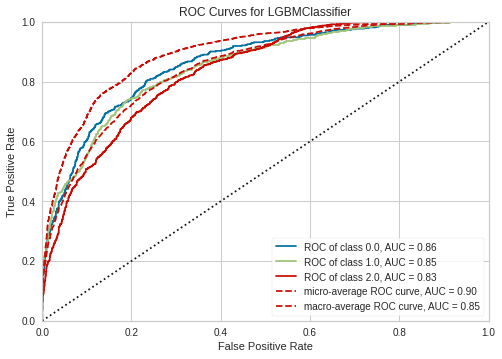 ROC Curves for LGBMClassifier
1.0
0.8
0.6
0.4
0.2
0.0
True Positive Rate
ROC of class 0.0, AUC = 0.86
ROC of class 1.0, AUC = 0.85
ROC of class 2.0, AUC = 0.83
micro-average ROC curve, AUC = 0.90
macro-average ROC curve, AUC = 0.85
0.0 0.2 0.4 0.6 0.8 1.0
False Positive Rate